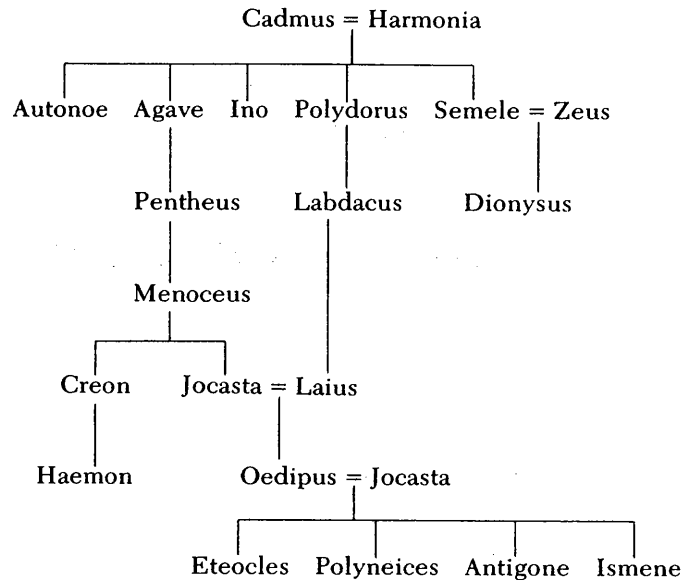 Cadmus = Harmonia
Autonoe Agave Ino Polydorus Semele = Zeus
Pentheus Labdacus Dionysus
Menoceus
Creon Jocasta = Laius
Haemon Oedipus = Jocasta
Eteocles Polyneices Antigone Ismene